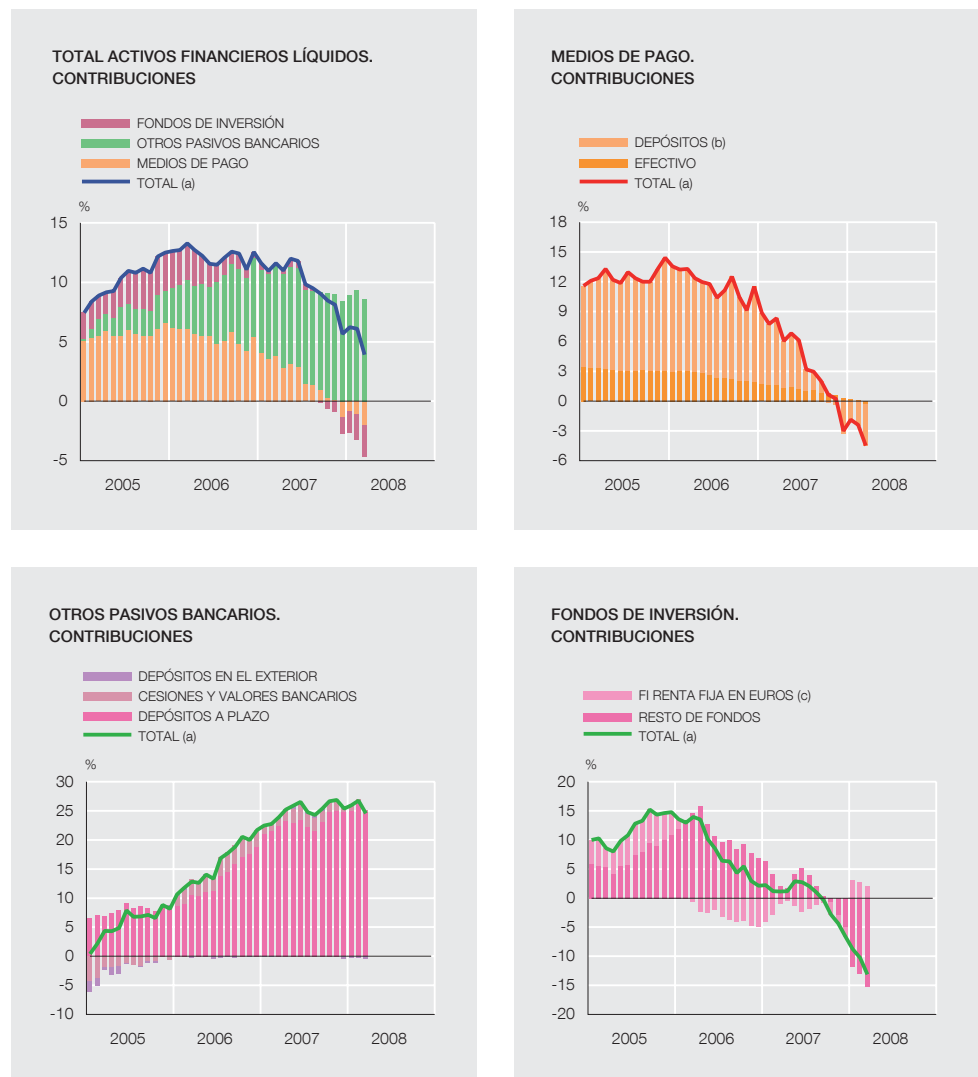 TOTAL ACTIVOS FINANCIEROS LÍQUIDOS.
CONTRIBUCIONES
FONDOS DE INVERSIÓN
OTROS PASIVOS BANCARIOS
MEDIOS DE PAGO
TOTAL (a)
%
15
10
5
0
-5
2005 2006 2007 2008
MEDIOS DE PAGO.
CONTRIBUCIONES
DEPÓSITOS (b)
EFECTIVO
TOTAL (a)
%
18
15
12
9
6
3
0
-3
-6
2005 2006 2007 2008
OTROS PASIVOS BANCARIOS.
CONTRIBUCIONES
DEPÓSITOS EN EL EXTERIOR
CESIONES Y VALORES BANCARIOS
DEPÓSITOS A PLAZO
TOTAL (a)
%
30
25
20
15
10
5
0
-5
-10
2005 2006 2007 2008
FONDOS DE INVERSIÓN.
CONTRIBUCIONES
FI RENTA FIJA EN EUROS (c)
RESTO DE FONDOS
TOTAL (a)
%
20
15
10
5
0
-5
-10
-15
-20
2005 2006 2007 2008